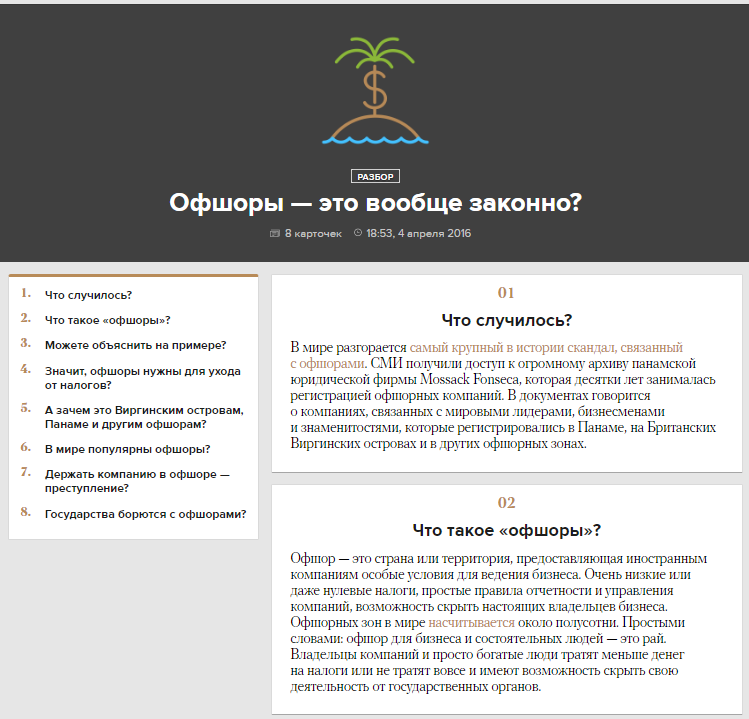 РАЗБОР
Офшоры — это вообще законно?
8 карточек 18:53, 4 апреля 2016
1. Что случилось?
2. Что такое «офшоры»?
3. Можете объяснить на примере?
4. Значит, офшоры нужны для ухода
от налогов?
5. А зачем это Виргинским островам,
Панаме и другим офшорам?
6. В мире популярны офшоры?
7. Держать компанию в офшоре —
преступление?
8. Государства борются с офшорами?
01
Что случилось?
В мире разгорается самый крупный в истории скандал, связанный
с офшорами. СМИ получили доступ к огромному архиву панамской
юридической фирмы Mossack Fonseca, которая десятки лет занималась
регистрацией офшорных компаний. В документах говорится
о компаниях, связанных с мировыми лидерами, бизнесменами
и знаменитостями, которые регистрировались в Панаме, на Британских
Виргинских островах и в других офшорных зонах.
02
Что такое «офшоры»?
Офшор — это страна или территория, предоставляющая иностранным
компаниям особые условия для ведения бизнеса. Очень низкие или
даже нулевые налоги, простые правила отчетности и управления
компаний, возможность скрыть настоящих владельцев бизнеса.
Офшорных зон в мире насчитывается около полусотни. Простыми
словами: офшор для бизнеса и состоятельных людей — это рай.
Владельцы компаний и просто богатые люди тратят меньше денег
на налоги или не тратят вовсе и имеют возможность скрыть свою
деятельность от государственных органов.